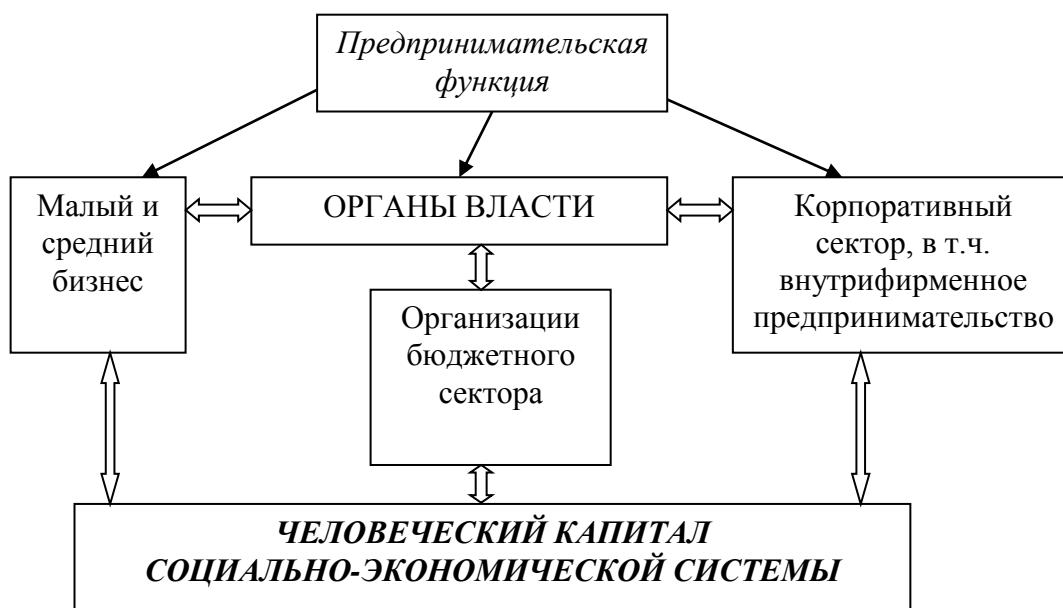 Предпринимательская
функция
Малый и
средний
бизнес
ОРГАНЫ ВЛАСТИ
Корпоративный
сектор, в т.ч.
внутрифирменное
предпринимательство
Организации
бюджетного
сектора
ЧЕЛОВЕЧЕСКИЙ КАПИТАЛ
СОЦИАЛЬНО-ЭКОНОМИЧЕСКОЙ СИСТЕМЫ